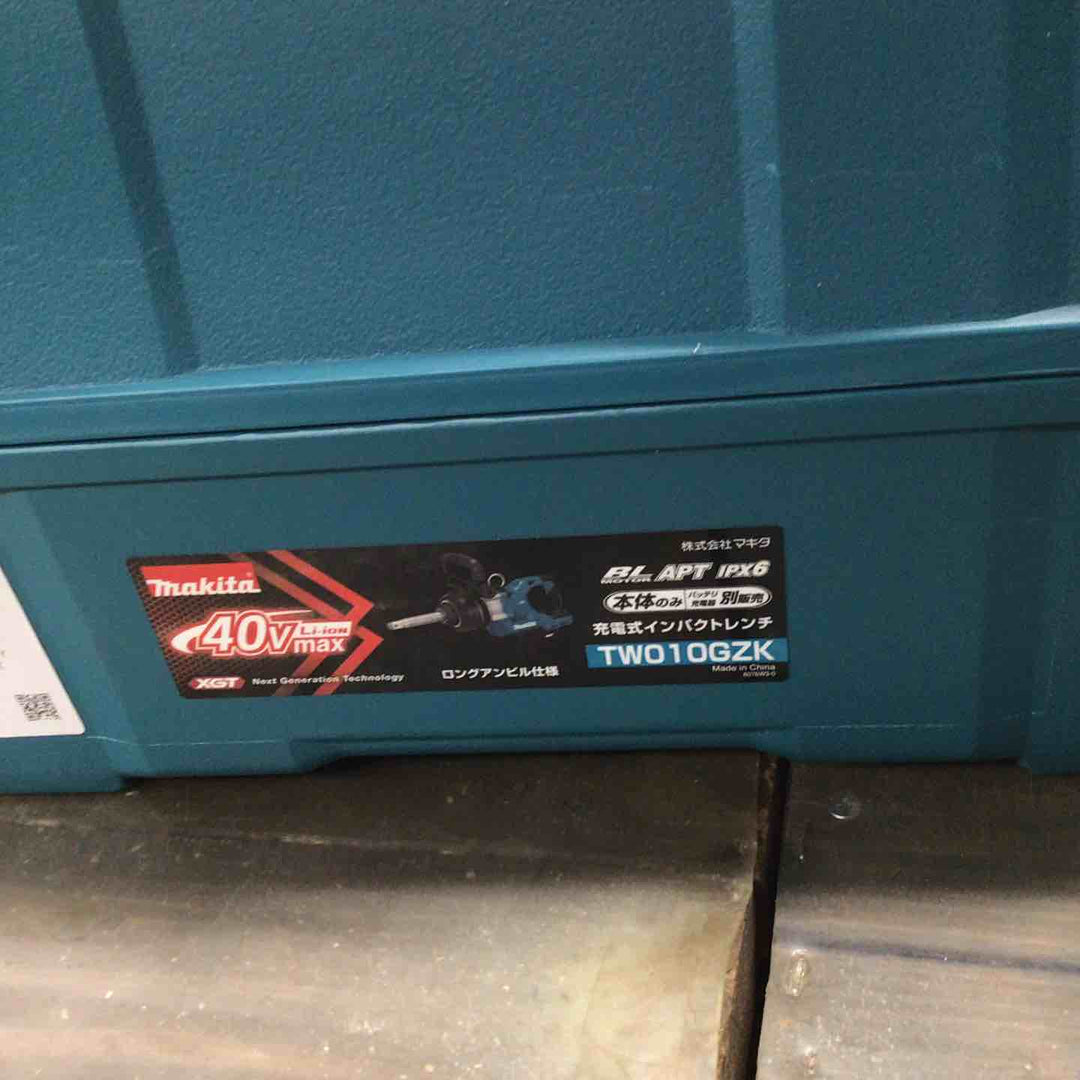 makita
40Vmax Li-ion
XGT Next Generation Technology
ロングアンビル仕様
株式会社マキタ
BL MOTOR APT IPX6
本体のみ バッテリ 充電器 別販売
充電式インパクトレンチ
TW010GZK
Made in China